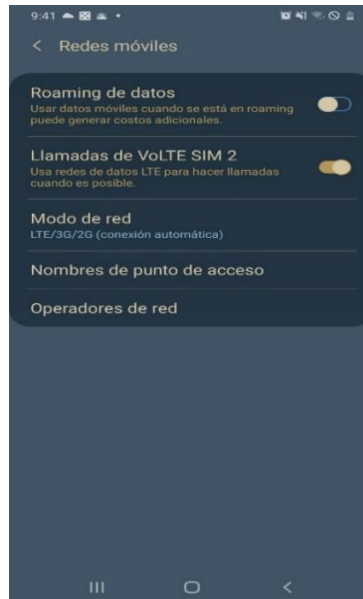 9:41
Redes móviles
Roaming de datos
Usar datos móviles cuando se está en roaming
puede generar costos adicionales.
Llamadas de VoLTE SIM 2
Usa redes de datos LTE para hacer llamadas
cuando es posible.
Modo de red
LTE/3G/2G (conexión automática)
Nombres de punto de acceso
Operadores de red